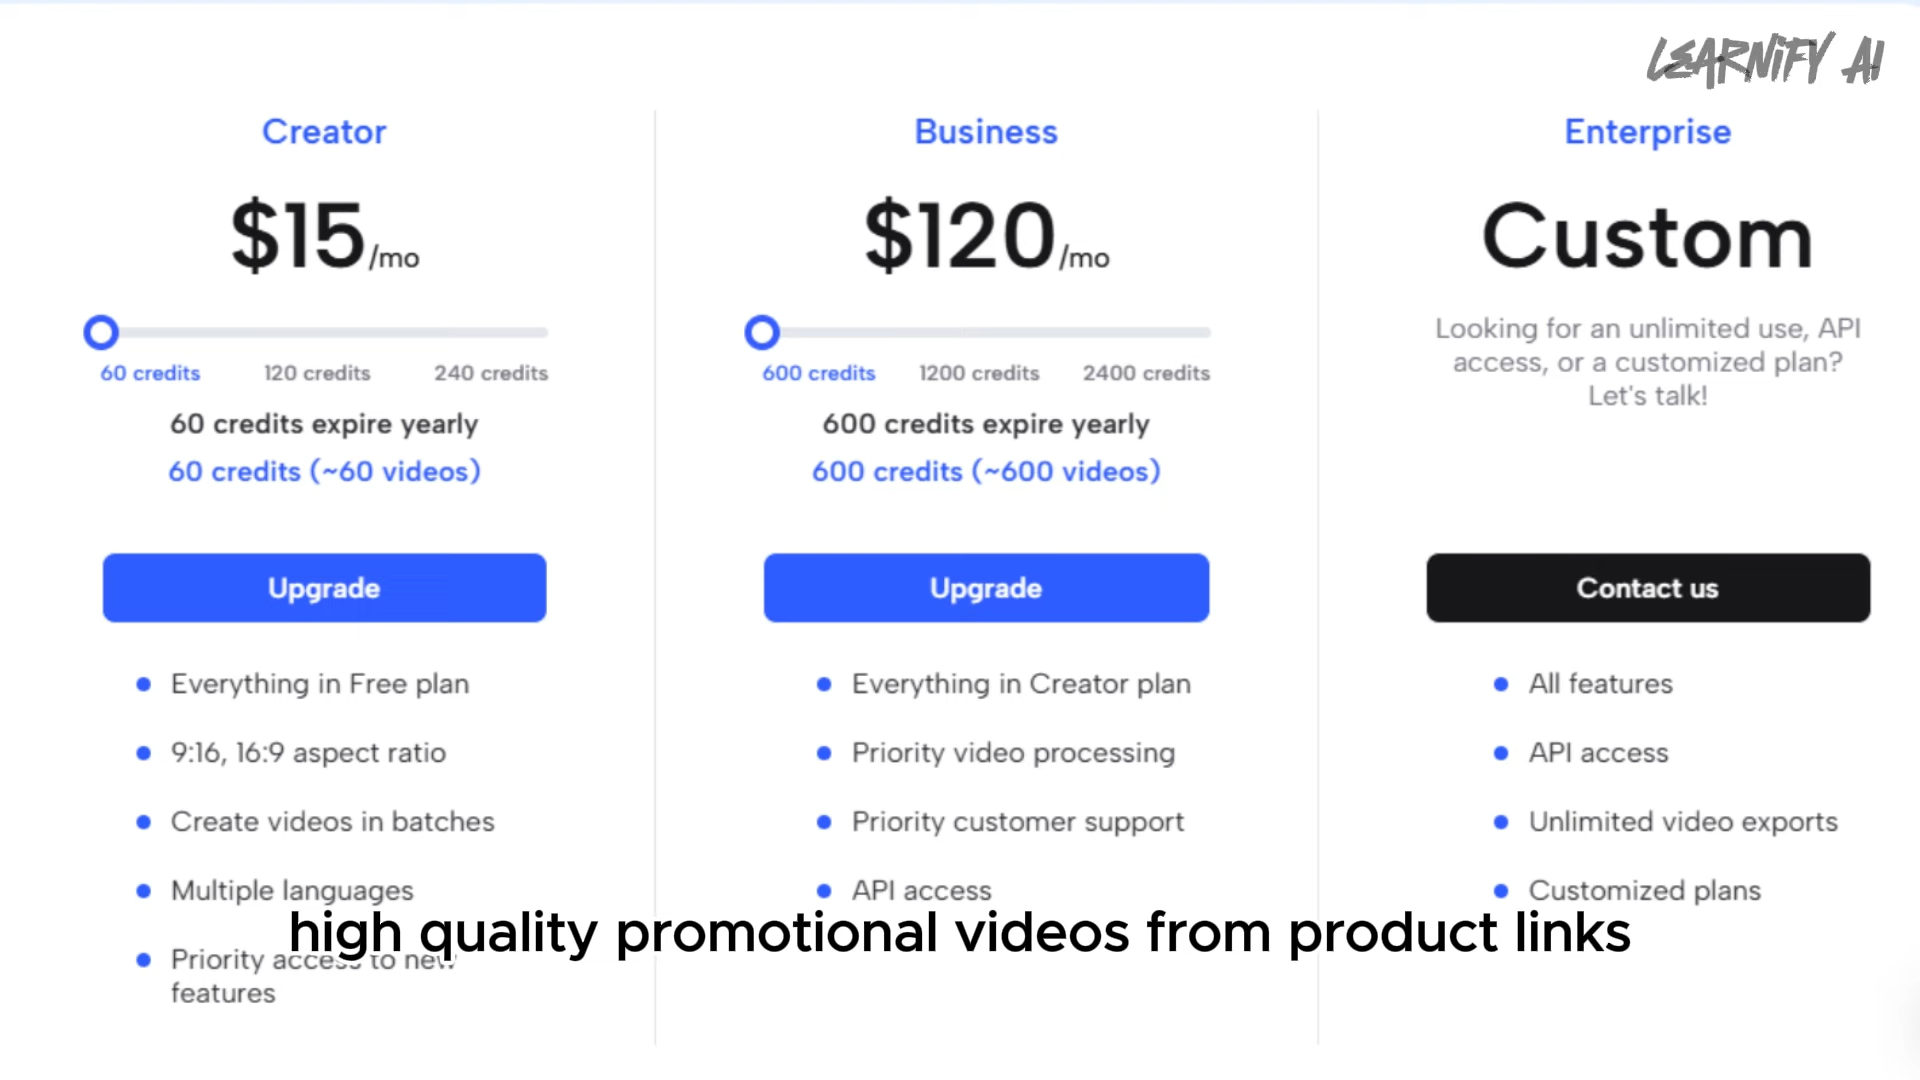 LEARNIFY AI
Creator
$15/mo
60 credits 120 credits 240 credits
60 credits expire yearly
60 credits (~60 videos)
Upgrade
Everything in Free plan
9:16, 16:9 aspect ratio
Create videos in batches
Multiple languages
Priority access to new
features
Business
$120/mo
600 credits 1200 credits 2400 credits
600 credits expire yearly
600 credits (~600 videos)
Upgrade
Everything in Creator plan
Priority video processing
Priority customer support
API access
Enterprise
Custom
Looking for an unlimited use, API
access, or a customized plan?
Let's talk!
Contact us
All features
API access
Unlimited video exports
Customized plans
high quality promotional videos from product links